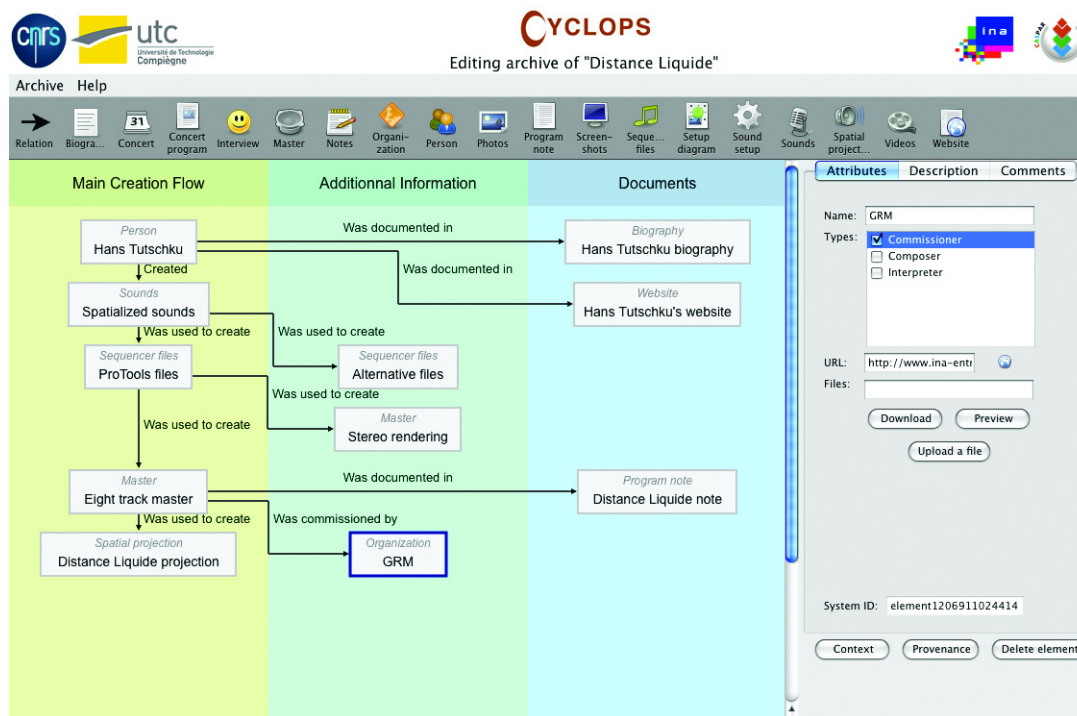 cnrs
utc
Université de Technologie
Compiègne
CYCLOPS
Editing archive of "Distance Liquide"
ina
CASPAR
Archive Help
Relation
Biogra...
31
Concert
Concert
program
Interview
Master
Notes
Organi-
zation
Person
Photos
Program
note
Screen-
shots
Seque...
files
Setup
diagram
Sound
setup
Sounds
Spatial
project...
Videos
Website
Main Creation Flow
Additionnal Information
Documents
Person
Hans Tutschku
Was documented in
Biography
Hans Tutschku biography
Created
Was documented in
Sounds
Spatialized sounds
Website
Hans Tutschku's website
Was used to create
Was used to create
Sequencer files
ProTools files
Sequencer files
Alternative files
Was used to create
Was used to create
Master
Stereo rendering
Master
Eight track master
Was documented in
Program note
Distance Liquide note
Was used to create
Was commissioned by
Spatial projection
Distance Liquide projection
Organization
GRM
Attributes Description Comments
Name: GRM
Types: Commissioner
Composer
Interpreter
URL: http://www.ina-entr
Files:
Download Preview
Upload a file
System ID: element1206911024414
Context Provenance Delete element